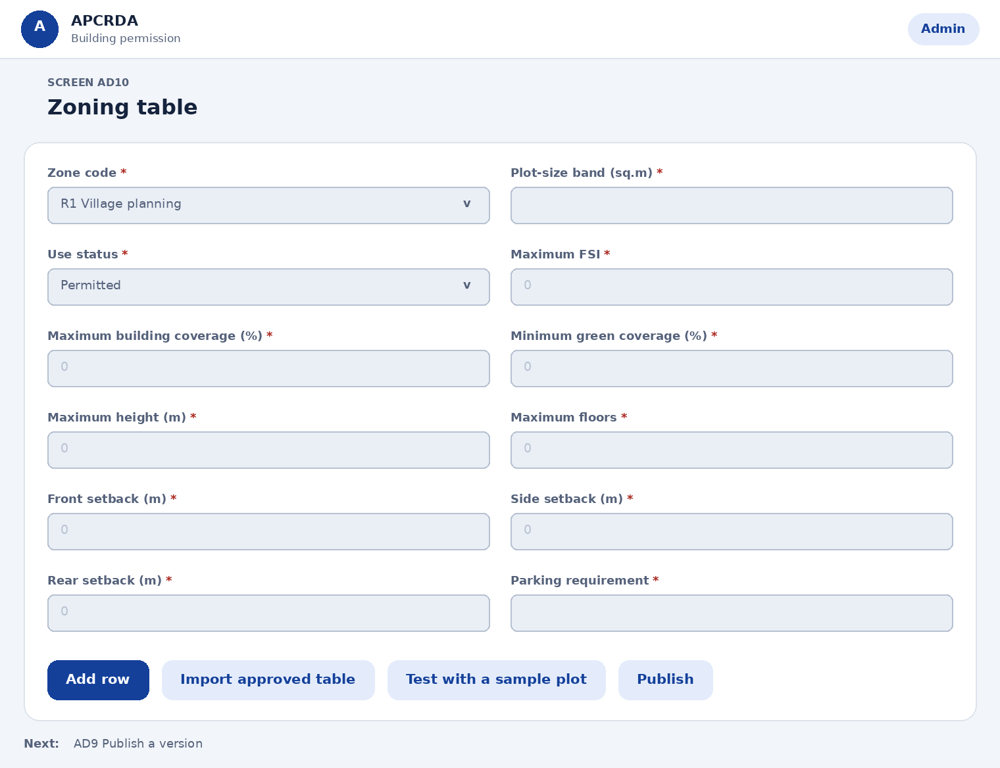 A
APCRDA
Building permission
Admin
SCREEN AD10
Zoning table
Zone code *
Plot-size band (sq.m) *
R1 Village planning v
Use status *
Maximum FSI *
Permitted v
0
Maximum building coverage (%) *
Minimum green coverage (%) *
0
0
Maximum height (m) *
Maximum floors *
0
0
Front setback (m) *
Side setback (m) *
0
0
Rear setback (m) *
Parking requirement *
0
Add row
Import approved table
Test with a sample plot
Publish
Next: AD9 Publish a version